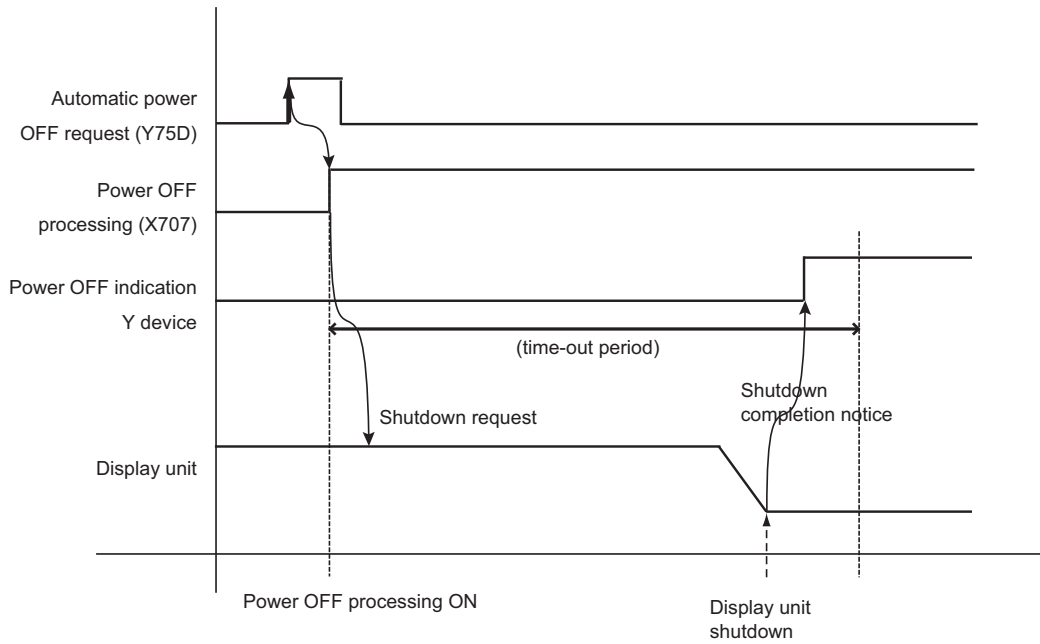 Automatic power
OFF request (Y75D)
Power OFF
processing (X707)
Power OFF indication
Y device
(time-out period)
Shutdown
completion notice
Shutdown request
Display unit
Power OFF processing ON
Display unit
shutdown